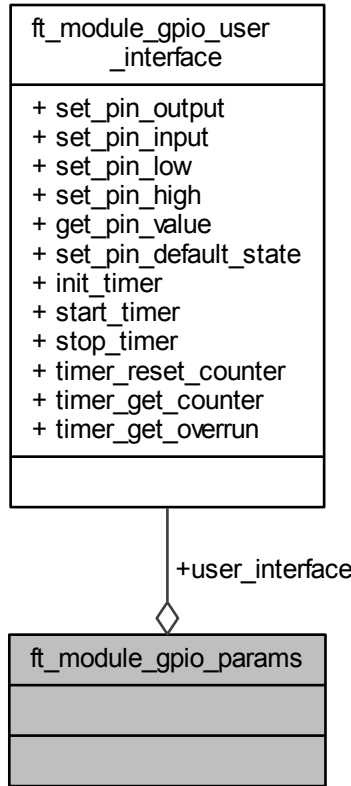 ft_module_gpio_user
_interface
+ set_pin_output
+ set_pin_input
+ set_pin_low
+ set_pin_high
+ get_pin_value
+ set_pin_default_state
+ init_timer
+ start_timer
+ stop_timer
+ timer_reset_counter
+ timer_get_counter
+ timer_get_overrun
+user_interface
ft_module_gpio_params